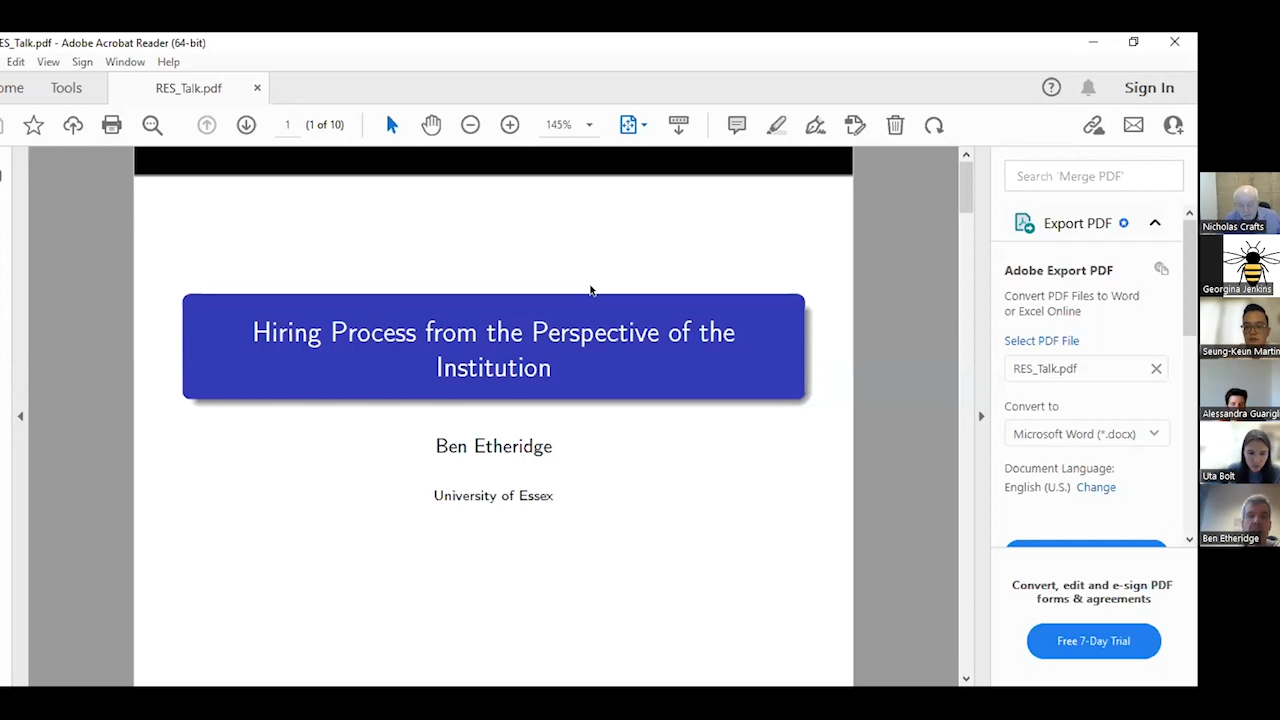 ES_Talk.pdf - Adobe Acrobat Reader (64-bit)
Edit View Sign Window Help
ome Tools RES_Talk.pdf × Sign In
1 (1 of 10) 145%
Search 'Merge PDF'
Export PDF
Adobe Export PDF
Convert PDF Files to Word
or Excel Online
Select PDF File
RES_Talk.pdf
Convert to
Microsoft Word (*.docx)
Document Language:
English (U.S.) Change
Convert, edit and e-sign PDF
forms & agreements
Free 7-Day Trial
Hiring Process from the Perspective of the
Institution
Ben Etheridge
University of Essex
Nicholas Crafts
Georgina Jenkins
Seung-Keun Martin
Alessandra Guarigl
Uta Bolt
Ben Etheridge